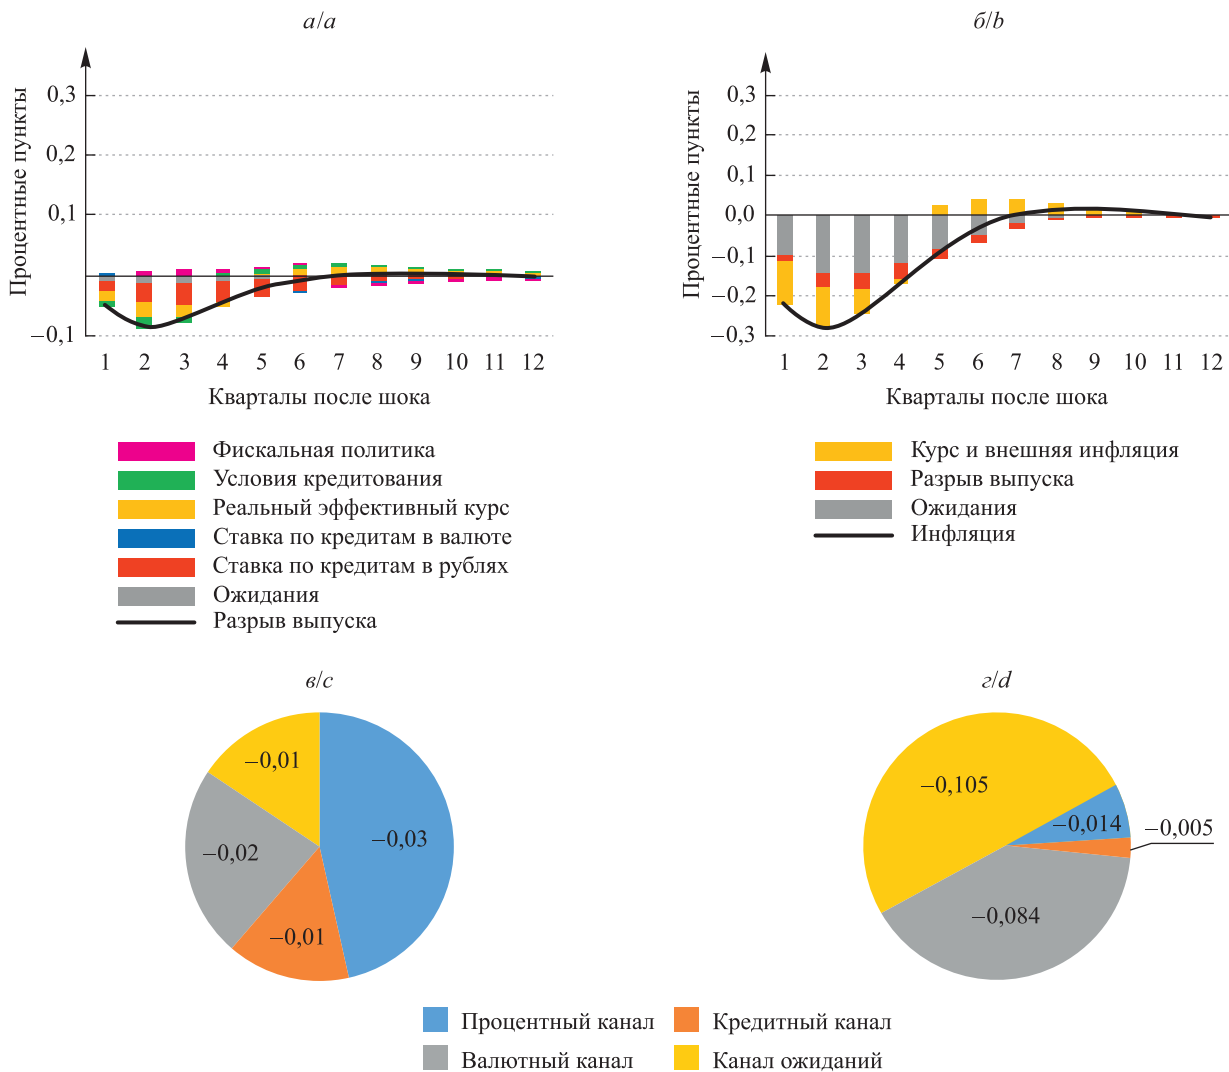 а/a
Процентные пункты
0,3
0,2
0,1
–0,1
1 2 3 4 5 6 7 8 9 10 11 12
Кварталы после шока
Фискальная политика
Условия кредитования
Реальный эффективный курс
Ставка по кредитам в валюте
Ставка по кредитам в рублях
Ожидания
Разрыв выпуска
б/b
Процентные пункты
0,3
0,2
0,1
0,0
–0,1
–0,2
–0,3
1 2 3 4 5 6 7 8 9 10 11 12
Кварталы после шока
Курс и внешняя инфляция
Разрыв выпуска
Ожидания
Инфляция
в/c
–0,01
–0,03
–0,02
–0,01
г/d
–0,105
–0,014
–0,005
–0,084
Процентный канал
Кредитный канал
Валютный канал
Канал ожиданий